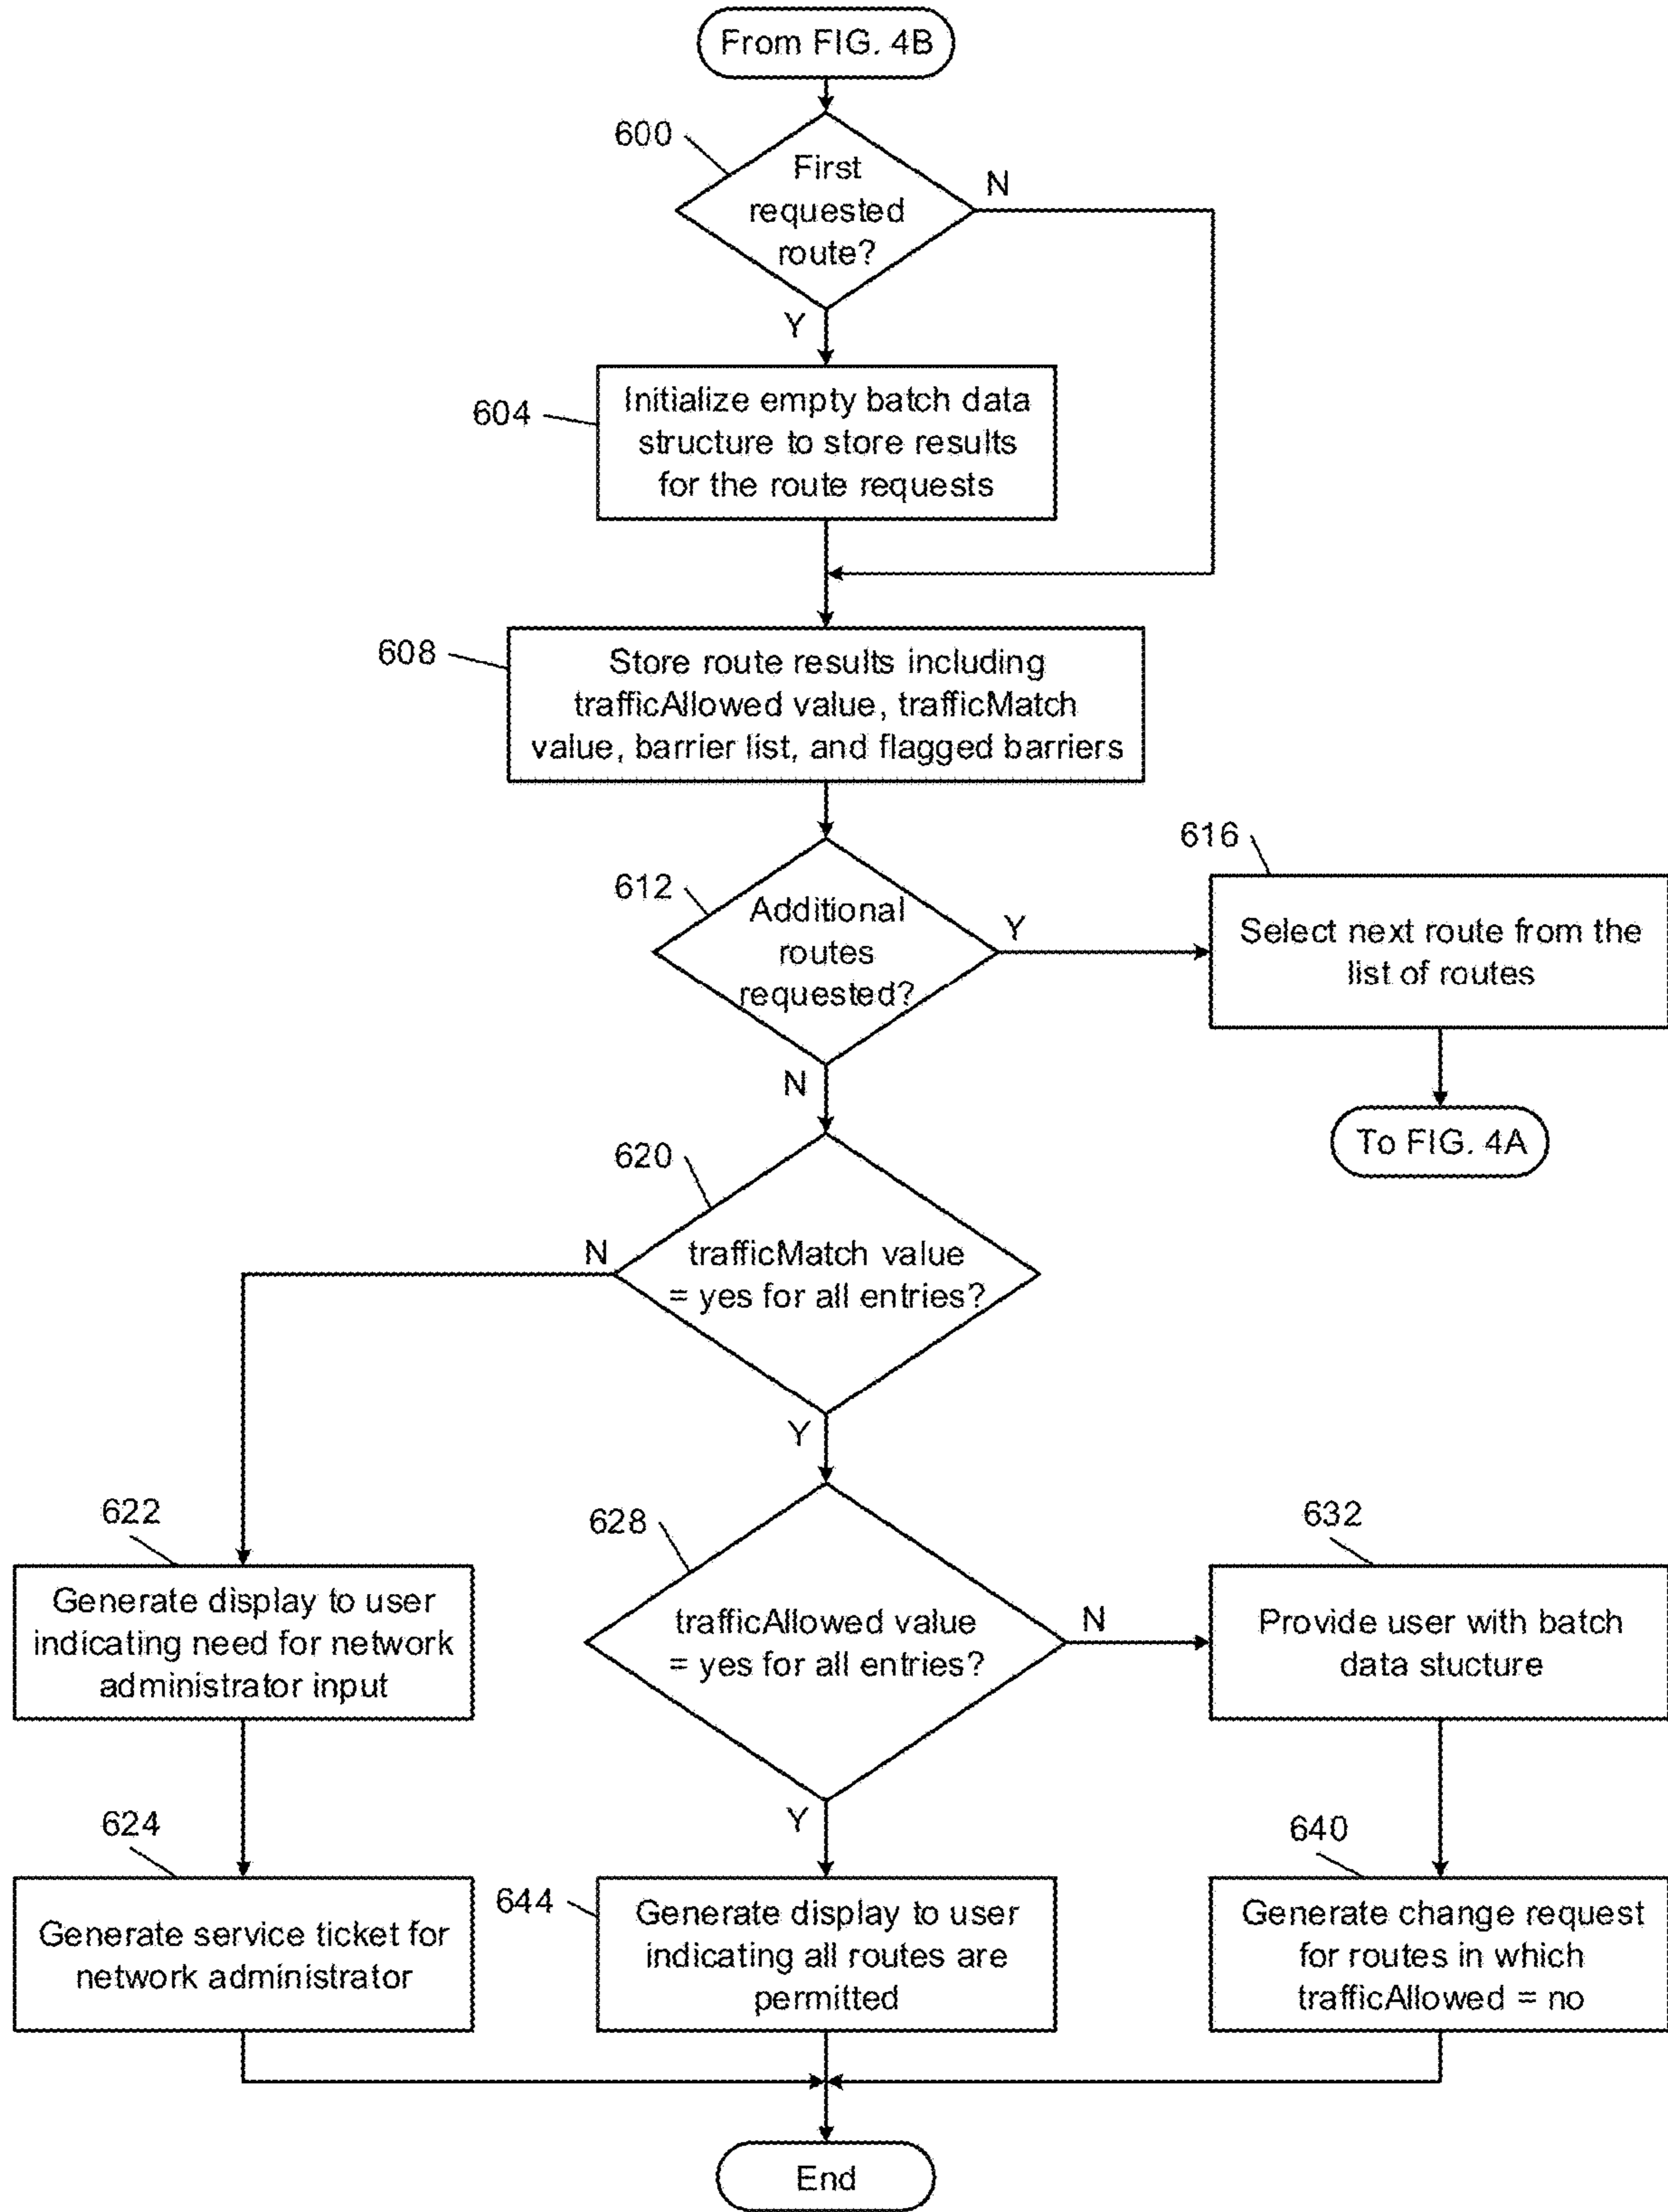 From FIG. 4B
600
First
requested
route?
N
Y
604
Initialize empty batch data
structure to store results
for the route requests
608
Store route results including
trafficAllowed value, trafficMatch
value, barrier list, and flagged barriers
612
Additional
routes
requested?
Y
N
616
Select next route from the
list of routes
To FIG. 4A
620
trafficMatch value
= yes for all entries?
N
Y
622
Generate display to user
indicating need for network
administrator input
628
trafficAllowed value
= yes for all entries?
N
Y
632
Provide user with batch
data stucture
624
Generate service ticket for
network administrator
644
Generate display to user
indicating all routes are
permitted
640
Generate change request
for routes in which
trafficAllowed = no
End